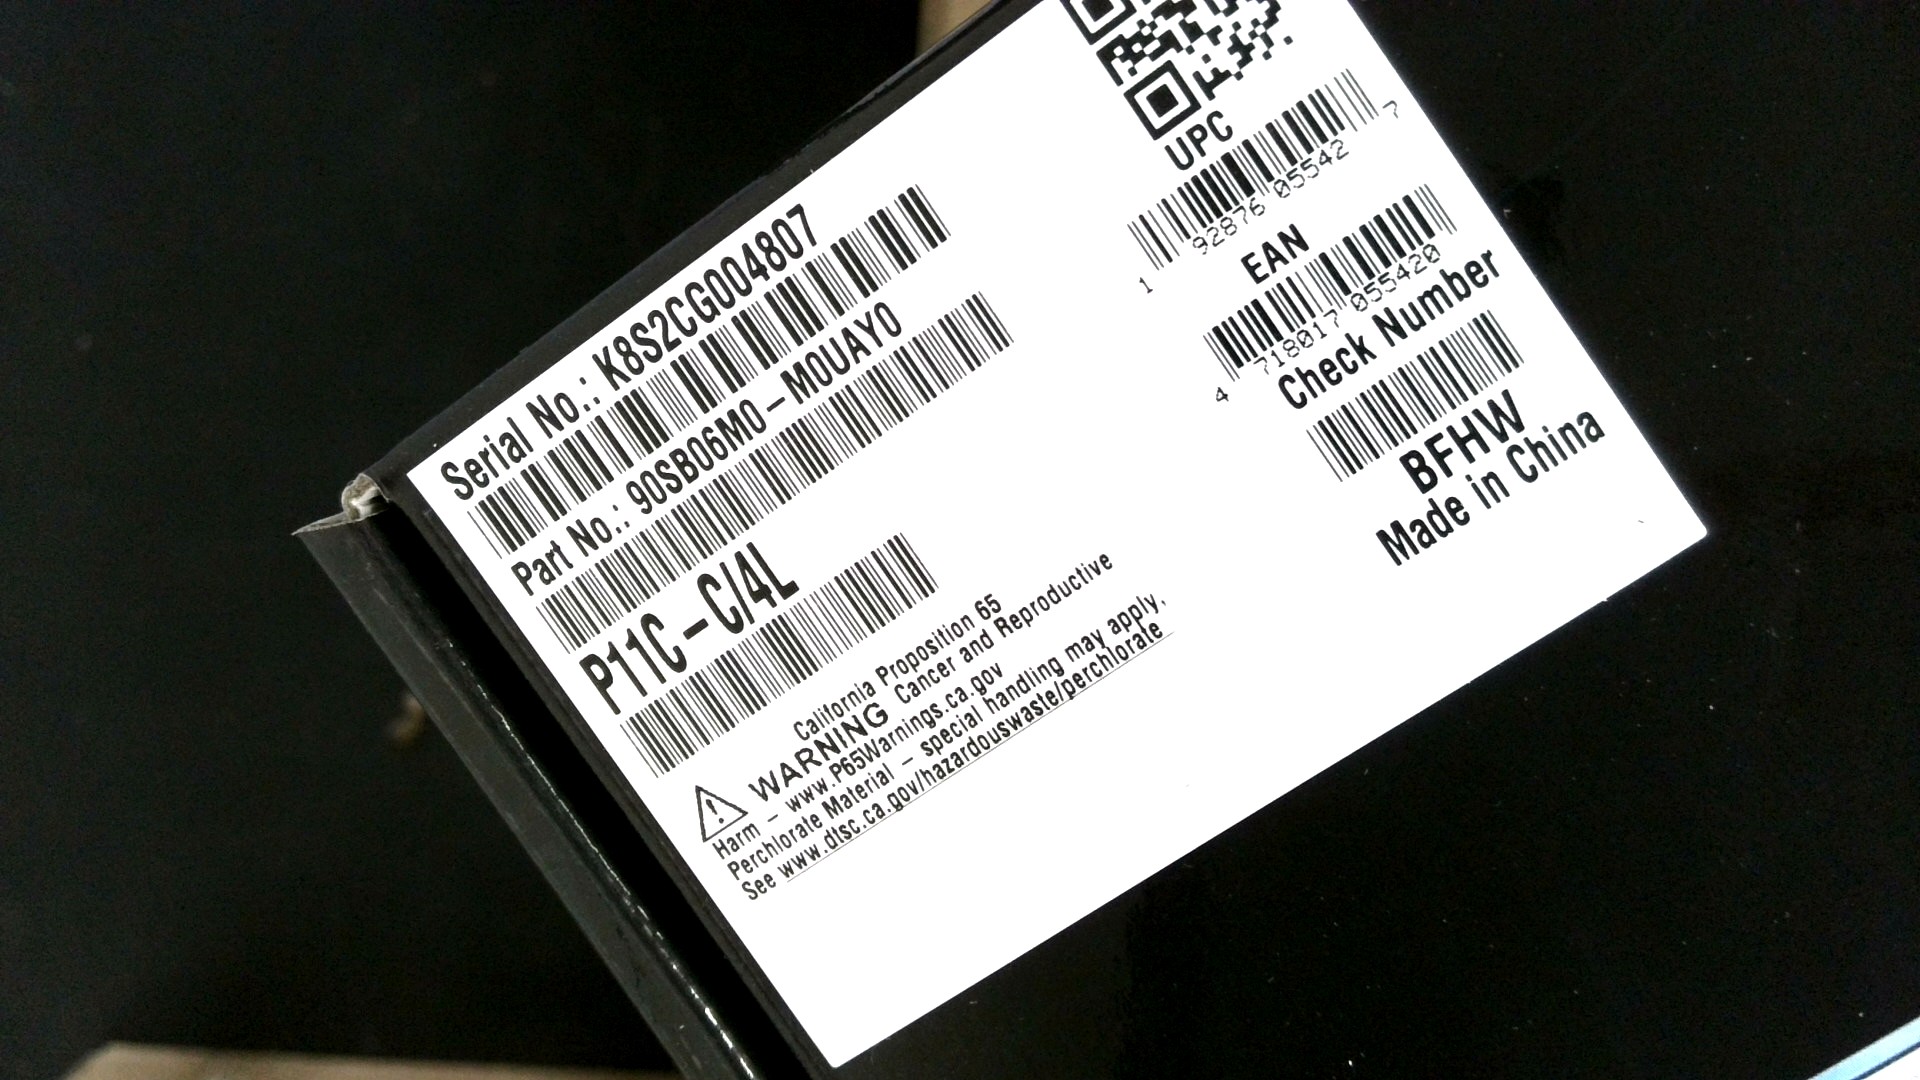 Serial No.: K8S2CG004807
Part No.: 90SB06M0-M0UAY0
P11C-C/4L
California Proposition 65
WARNING Cancer and Reproductive
Harm - www.P65Warnings.ca.gov
Perchlorate Material - special handling may apply.
See www.dtsc.ca.gov/hazardouswaste/perchlorate
UPC
1 92876 05542 7
EAN
4 718017 055420
Check Number
BFHW
Made in China